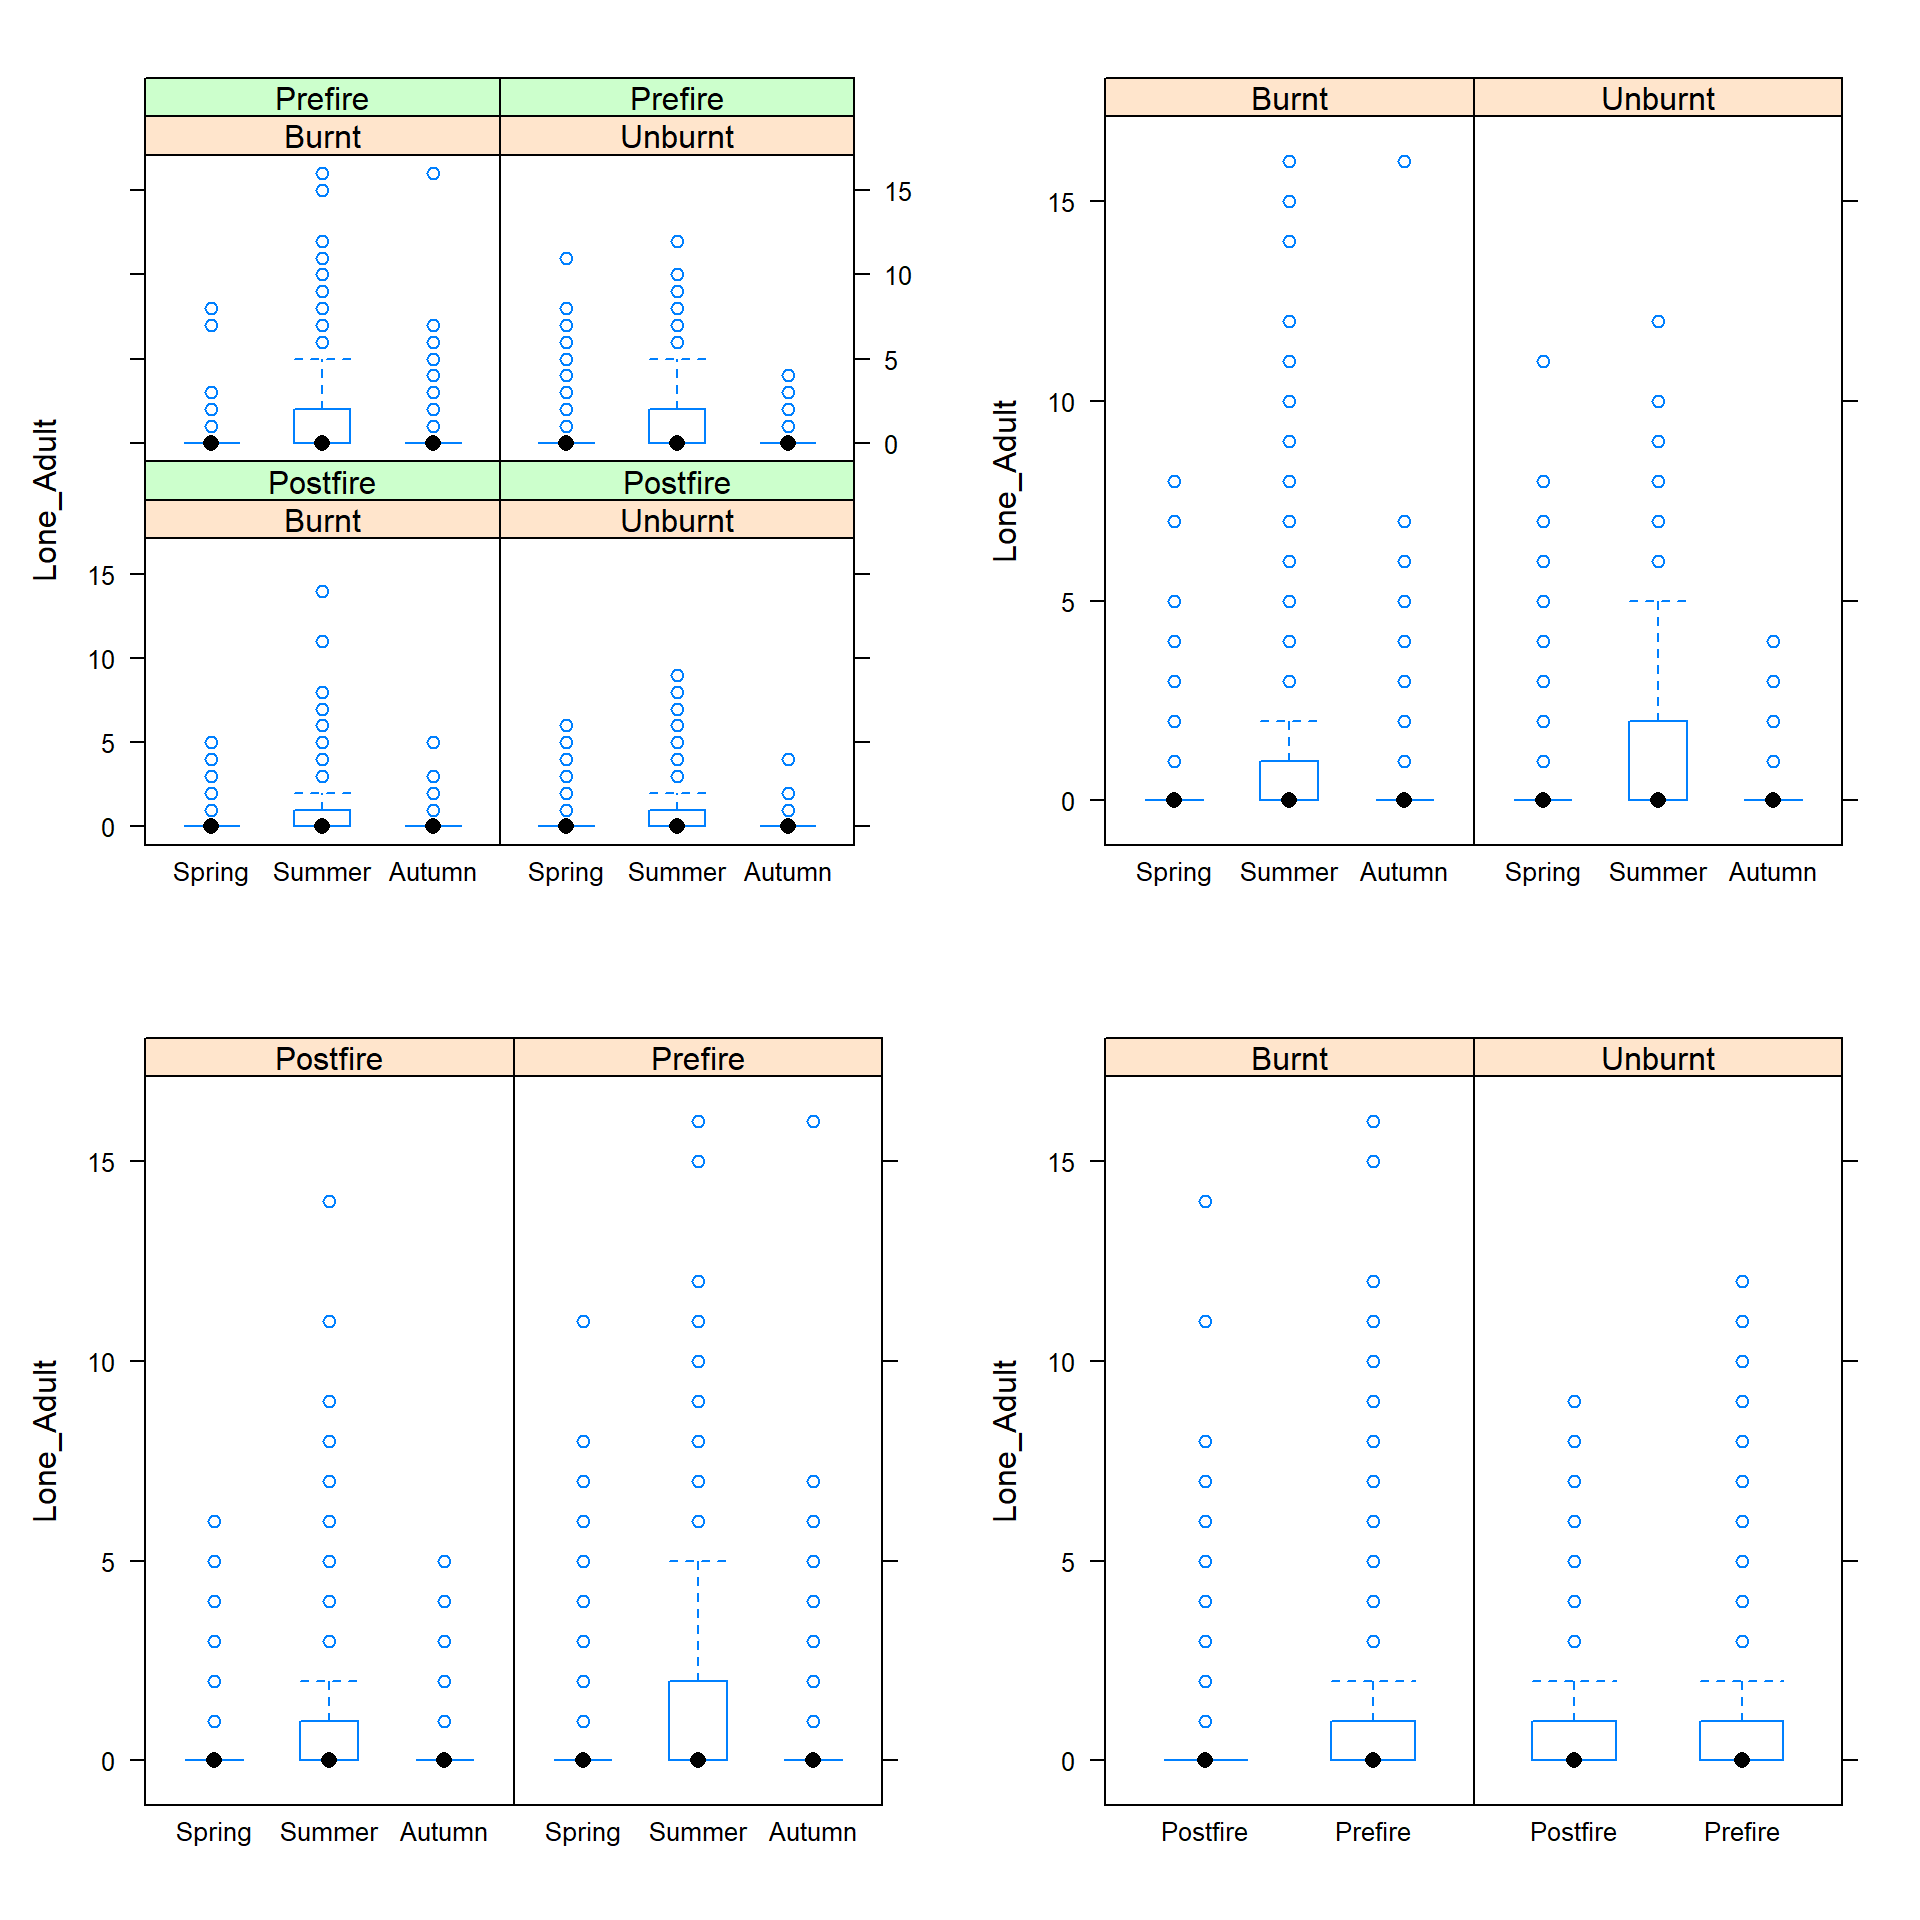 Prefire Prefire
Burnt Unburnt
15
10
5
0
Lone_Adult
Postfire Postfire
Burnt Unburnt
15
10
5
0
Spring Summer Autumn Spring Summer Autumn
Burnt Unburnt
15
10
5
0
Lone_Adult
Spring Summer Autumn Spring Summer Autumn
Postfire Prefire
15
10
5
0
Lone_Adult
Spring Summer Autumn Spring Summer Autumn
Burnt Unburnt
15
10
5
0
Lone_Adult
Postfire Prefire Postfire Prefire